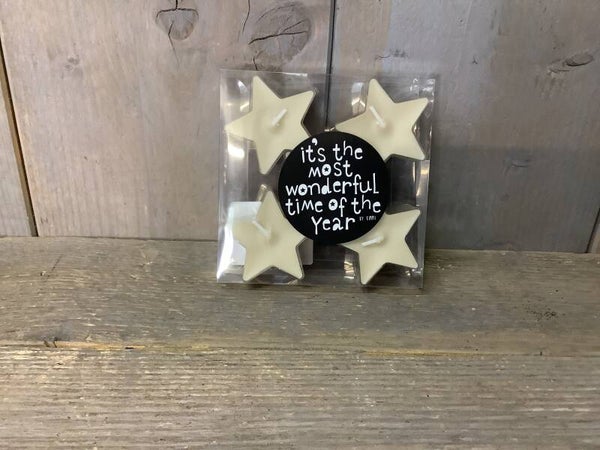 it's the
most
wonderful
time of the
Year